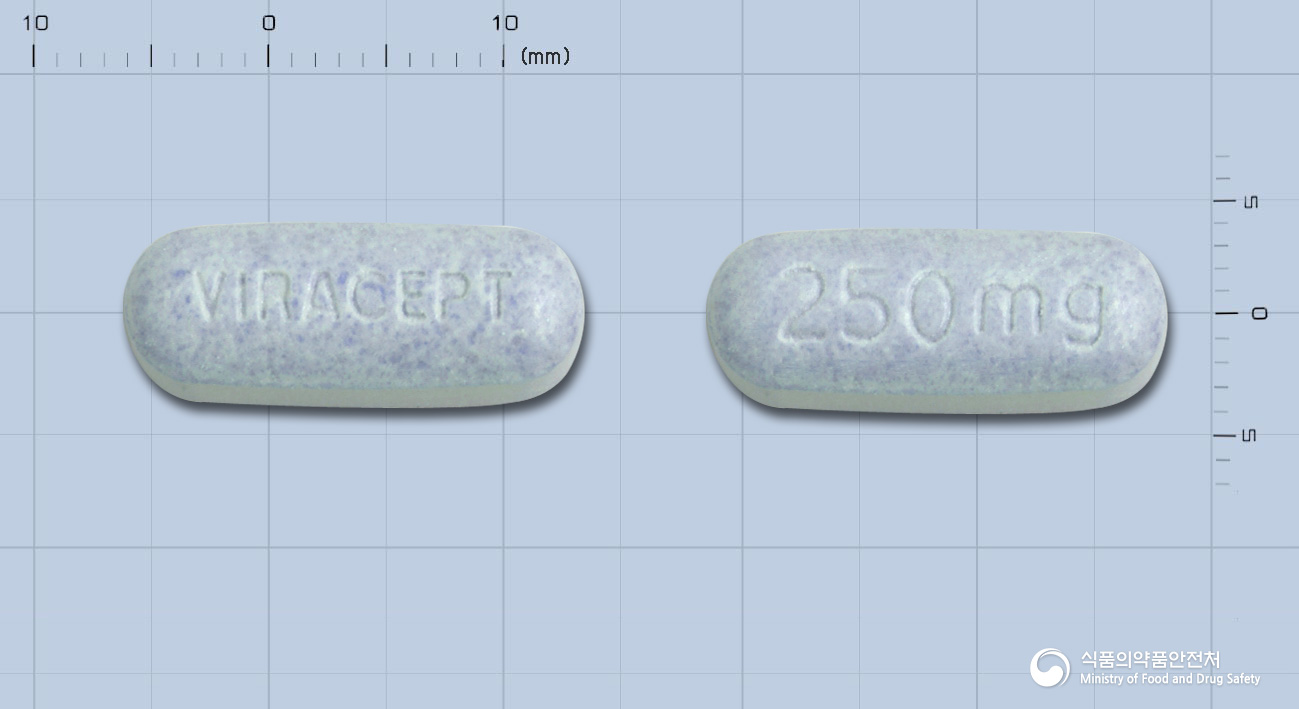 10 0 10
(mm)
VIRACEPT
250mg
5
0
5
식품의약품안전처
Ministry of Food and Drug Safety